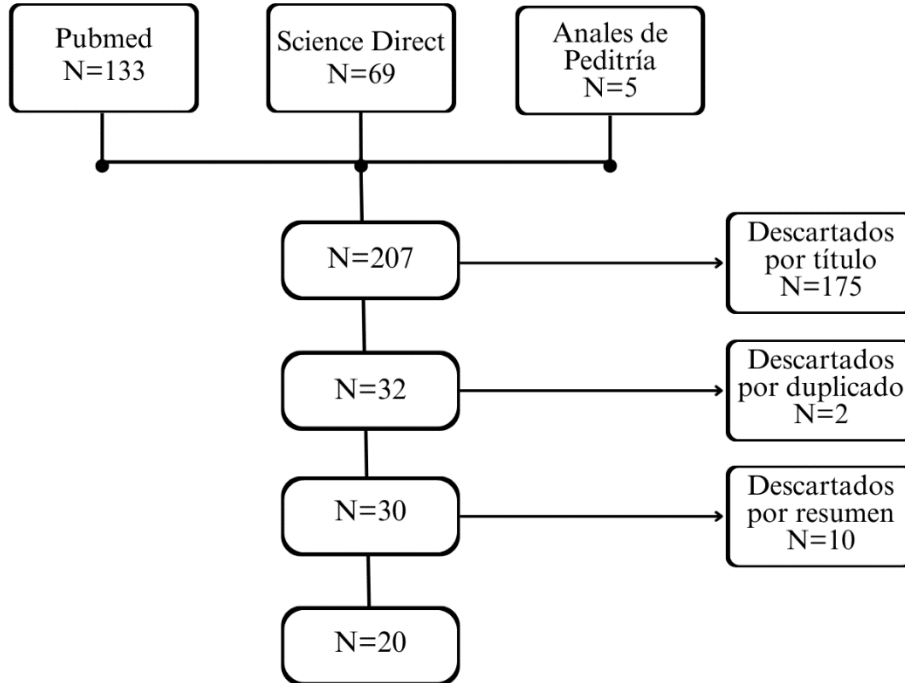 Pubmed
N=133
Science Direct
N=69
Anales de
Peditría
N=5
N=207
Descartados
por título
N=175
N=32
Descartados
por duplicado
N=2
N=30
Descartados
por resumen
N=10
N=20